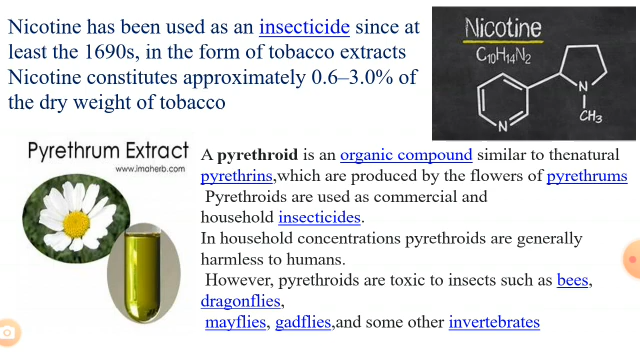 Nicotine has been used as an insecticide since at
least the 1690s, in the form of tobacco extracts
Nicotine constitutes approximately 0.6–3.0% of
the dry weight of tobacco
Nicotine
C10H14N2
N
CH3
N
Pyrethrum Extract
www.imaherb.com
A pyrethroid is an organic compound similar to thenatural
pyrethrins,which are produced by the flowers of pyrethrums
Pyrethroids are used as commercial and
household insecticides.
In household concentrations pyrethroids are generally
harmless to humans.
However, pyrethroids are toxic to insects such as bees,
dragonflies,
mayflies, gadflies,and some other invertebrates